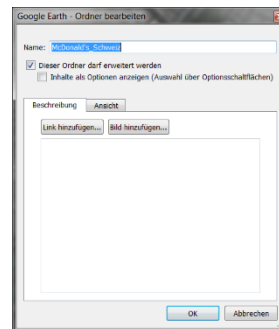 Google Earth - Ordner bearbeiten
Name: McDonald's_Schweiz
Dieser Ordner darf erweitert werden
Inhalte als Optionen anzeigen (Auswahl über Optionsschaltflächen)
Beschreibung Ansicht
Link hinzufügen... Bild hinzufügen...
OK Abbrechen